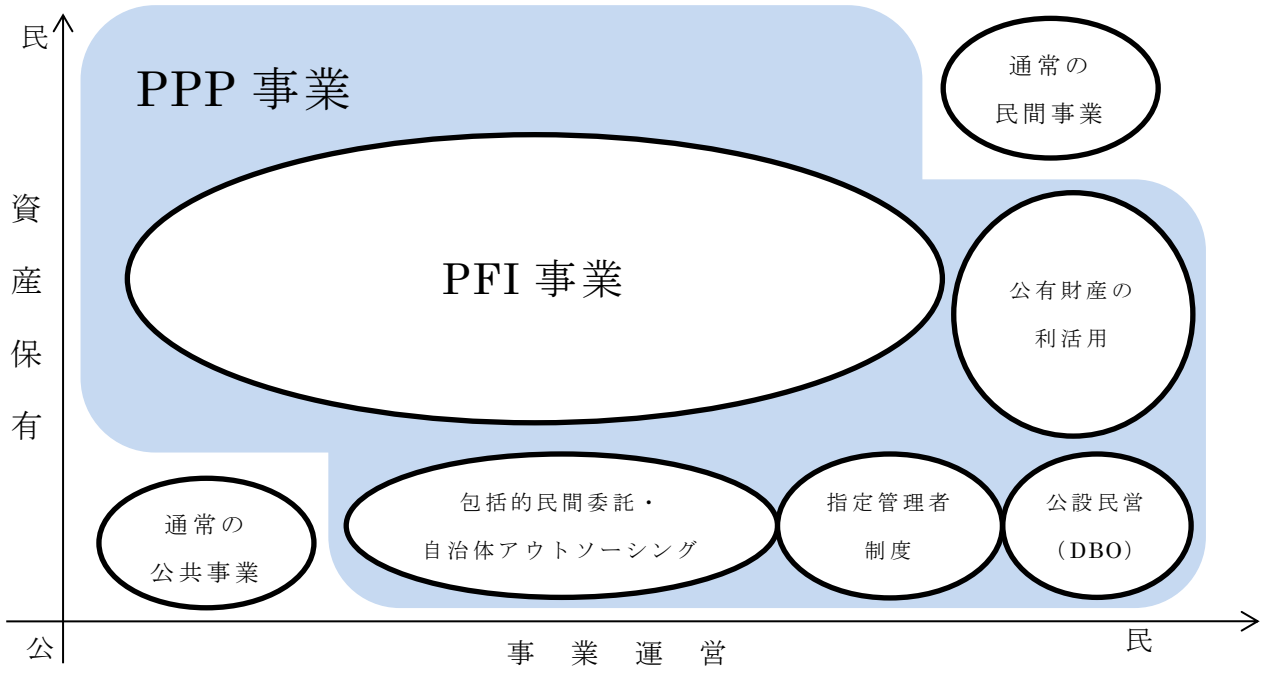 民
PPP 事業
通常の
民間事業
資産保有
PFI 事業
公有財産の
利活用
通常の
公共事業
包括的民間委託・
自治体アウトソーシング
指定管理者
制度
公設民営
（DBO）
公
事業運営
民